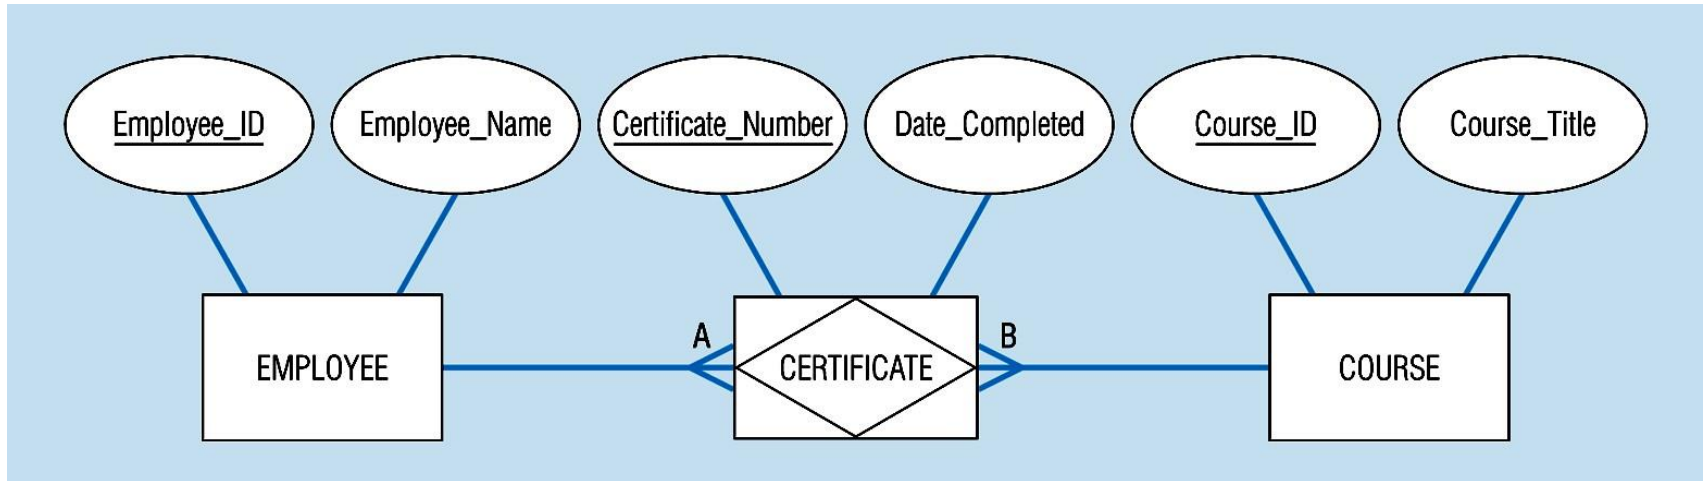 Employee_ID
Employee_Name
Certificate_Number
Date_Completed
Course_ID
Course_Title
A
B
EMPLOYEE
CERTIFICATE
COURSE